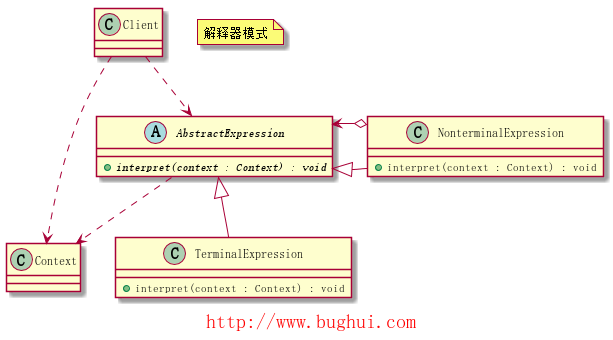 C Client
解释器模式
A AbstractExpression
interpret(context : Context) : void
C NonterminalExpression
interpret(context : Context) : void
C Context
C TerminalExpression
interpret(context : Context) : void
http://www.bughui.com